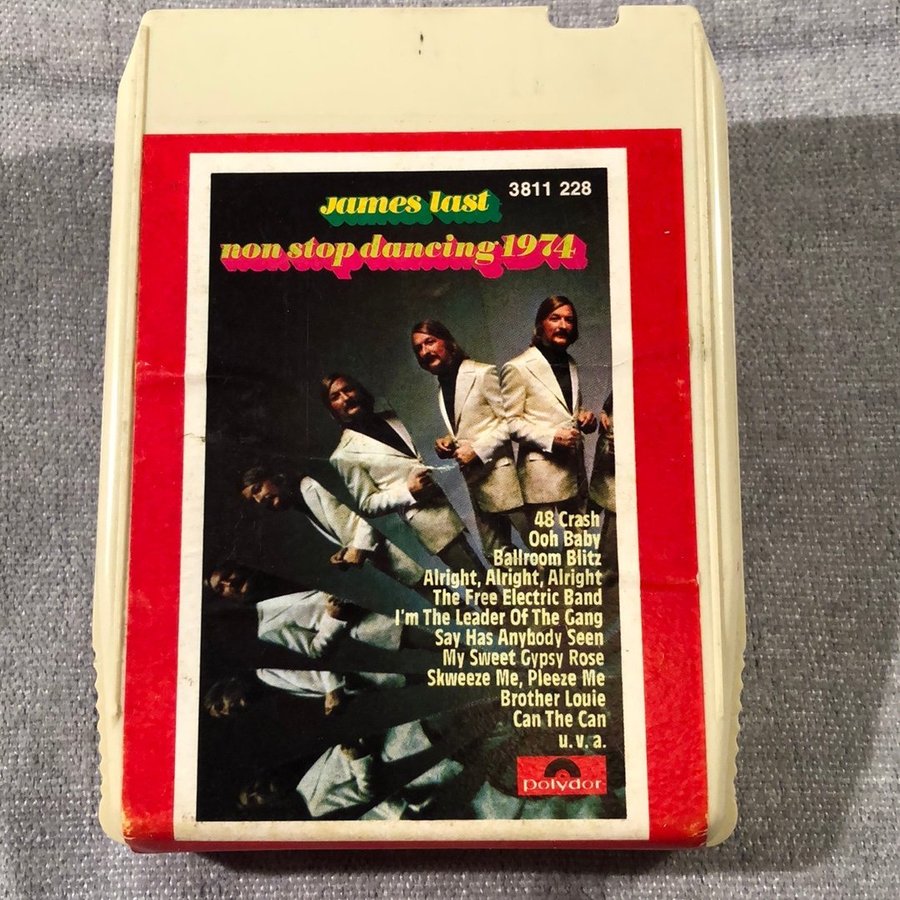 james last
3811 228
non stop dancing 1974
48 Crash
Ooh Baby
Ballroom Blitz
Alright, Alright, Alright
The Free Electric Band
I'm The Leader Of The Gang
Say Has Anybody Seen
My Sweet Gypsy Rose
Skweeze Me, Pleeze Me
Brother Louie
Can The Can
u. v. a.
polydor